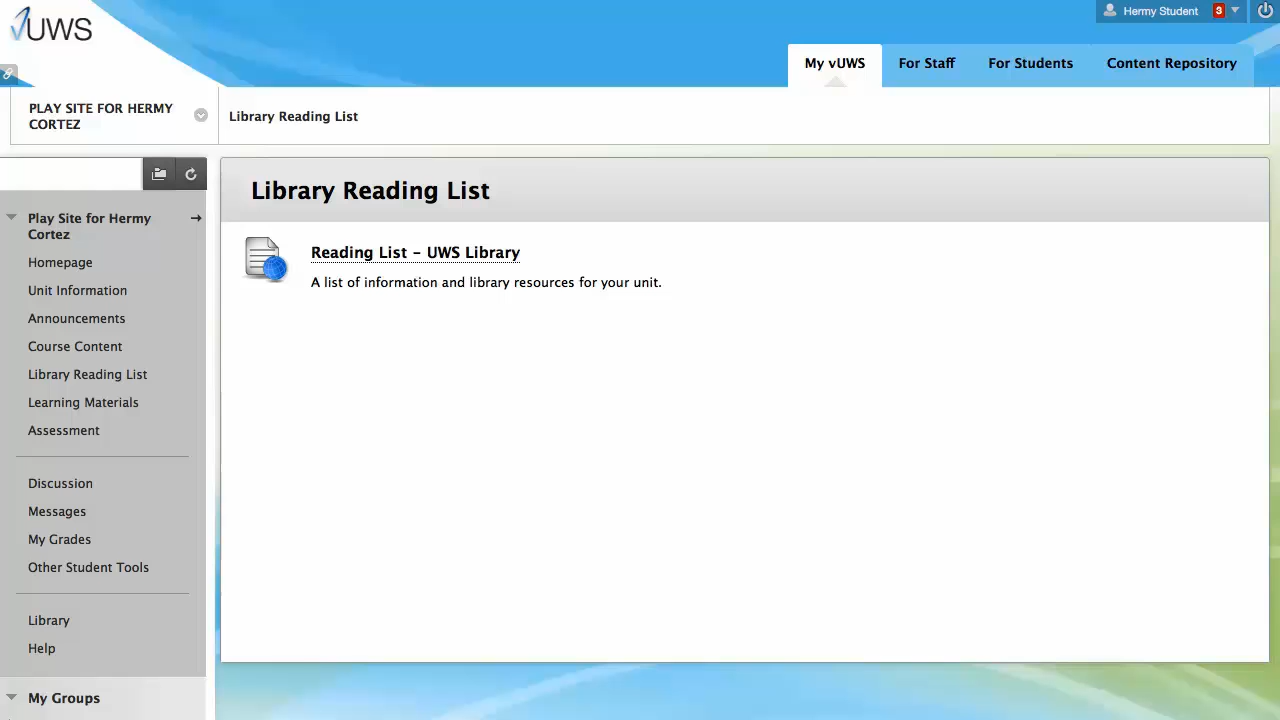 vUWS
Hermy Student 3
My vUWS
For Staff
For Students
Content Repository
PLAY SITE FOR HERMY
CORTEZ
Library Reading List
Library Reading List
Reading List – UWS Library
A list of information and library resources for your unit.
Play Site for Hermy
Cortez
Homepage
Unit Information
Announcements
Course Content
Library Reading List
Learning Materials
Assessment
Discussion
Messages
My Grades
Other Student Tools
Library
Help
My Groups